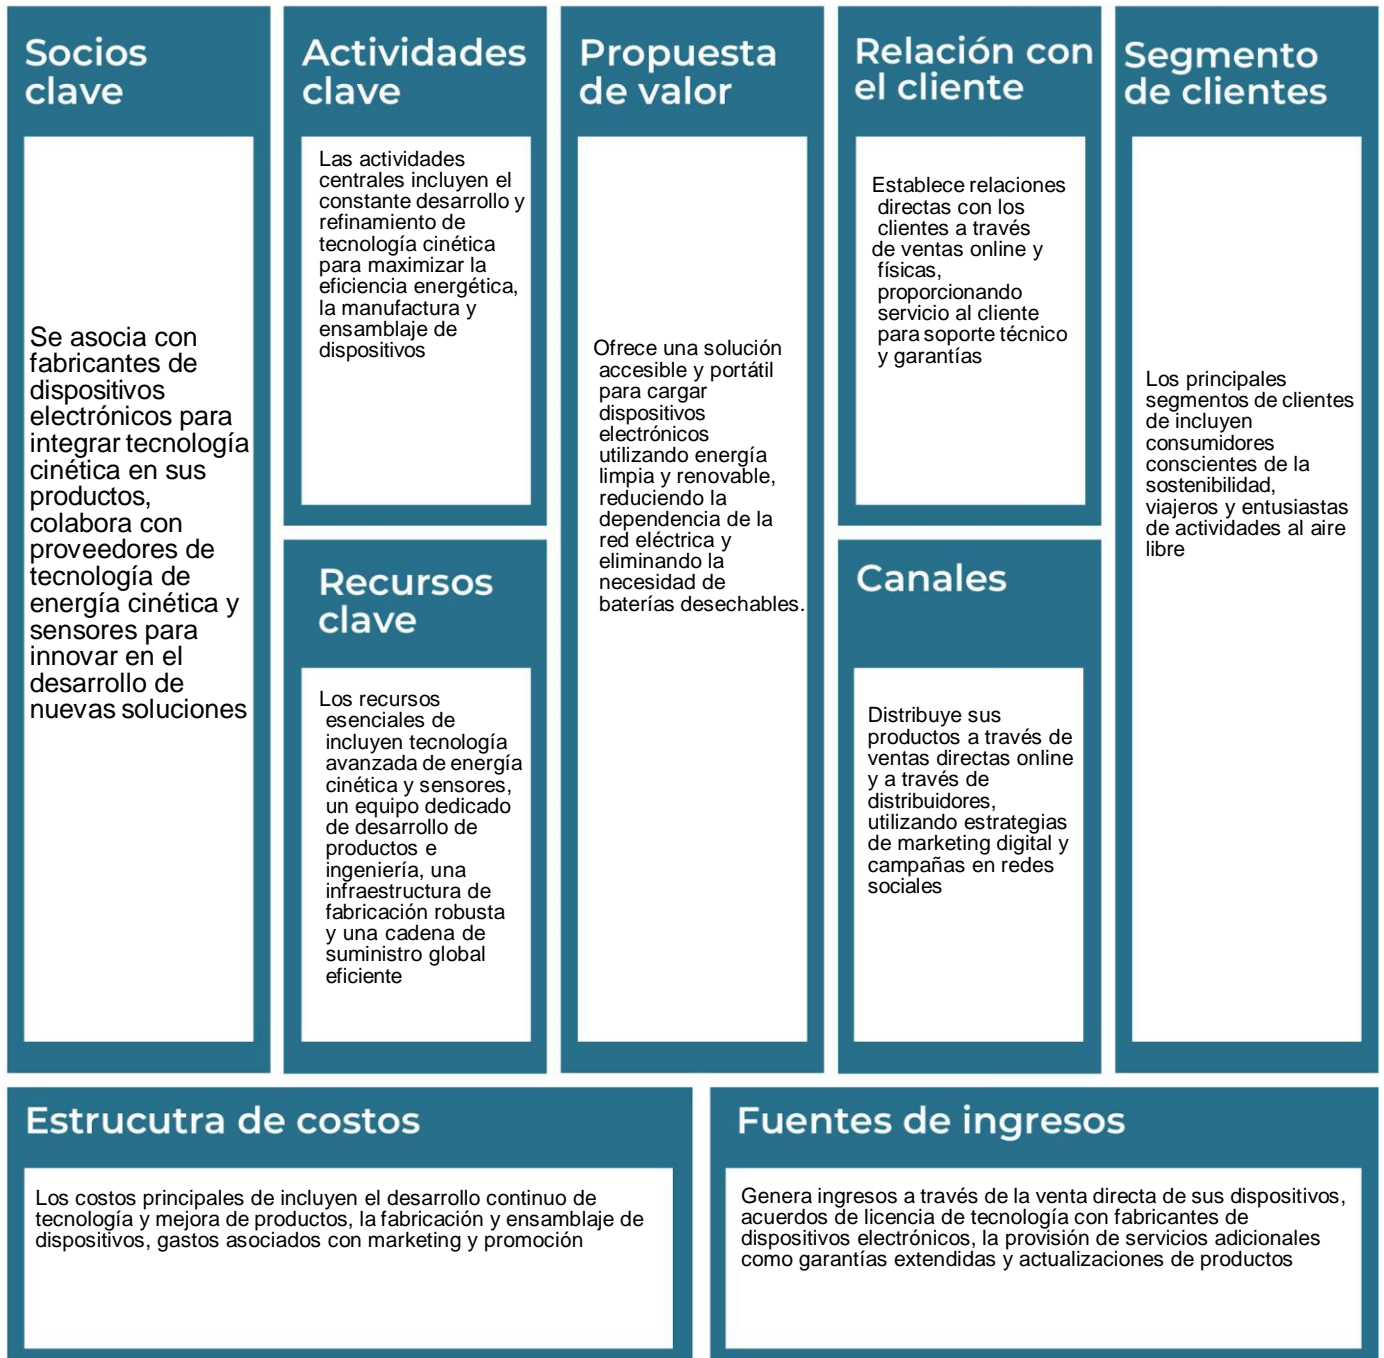 Socios
clave
Se asocia con
fabricantes de
dispositivos
electrónicos para
integrar tecnología
cinética en sus
productos,
colabora con
proveedores de
tecnología de
energía cinética y
sensores para
innovar en el
desarrollo de
nuevas soluciones
Actividades
clave
Las actividades
centrales incluyen el
constante desarrollo y
refinamiento de
tecnología cinética
para maximizar la
eficiencia energética,
la manufactura y
ensamblaje de
dispositivos
Recursos
clave
Los recursos
esenciales de
incluyen tecnología
avanzada de energía
cinética y sensores,
un equipo dedicado
de desarrollo de
productos e
ingeniería, una
infraestructura de
fabricación robusta
y una cadena de
suministro global
eficiente
Propuesta
de valor
Ofrece una solución
accesible y portátil
para cargar
dispositivos
electrónicos
utilizando energía
limpia y renovable,
reduciendo la
dependencia de la
red eléctrica y
eliminando la
necesidad de
baterías desechables.
Relación con
el cliente
Establece relaciones
directas con los
clientes a través
de ventas online y
físicas,
proporcionando
servicio al cliente
para soporte técnico
y garantías
Canales
Distribuye sus
productos a través de
ventas directas online
y a través de
distribuidores,
utilizando estrategias
de marketing digital y
campañas en redes
sociales
Segmento
de clientes
Los principales
segmentos de clientes
de incluyen
consumidores
conscientes de la
sostenibilidad,
viajeros y entusiastas
de actividades al aire
libre
Estrucutra de costos
Los costos principales de incluyen el desarrollo continuo de
tecnología y mejora de productos, la fabricación y ensamblaje de
dispositivos, gastos asociados con marketing y promoción
Fuentes de ingresos
Genera ingresos a través de la venta directa de sus dispositivos,
acuerdos de licencia de tecnología con fabricantes de
dispositivos electrónicos, la provisión de servicios adicionales
como garantías extendidas y actualizaciones de productos